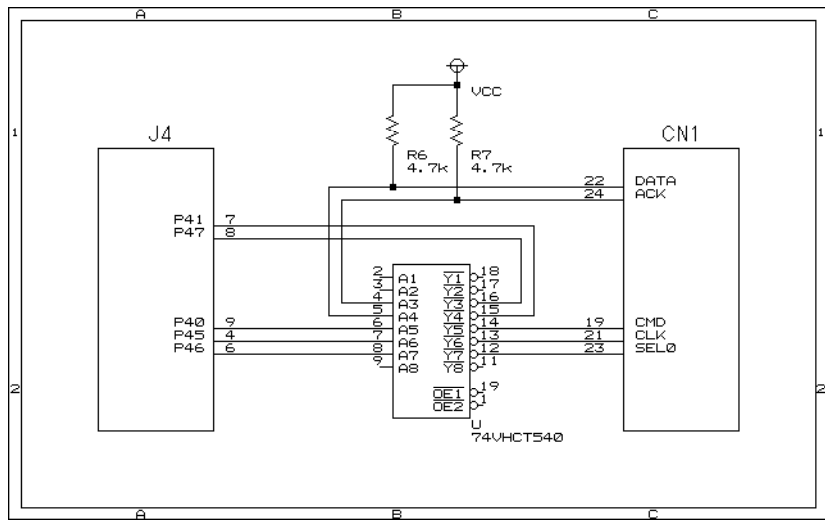 A B C
VCC
1 1
J4 CN1
R6 R7
4.7k 4.7k
22 DATA
24 ACK
P41 7
P47 8
2 A1 Y1 18
3 A2 Y2 17
4 A3 Y3 16
5 A4 Y4 15
P40 9 6 A5 Y5 14 19 CMD
P45 4 7 A6 Y6 13 21 CLK
P46 6 8 A7 Y7 12 23 SEL0
9 A8 Y8 11
2 2
OE1 19
OE2 1
U
74VHCT540
A B C